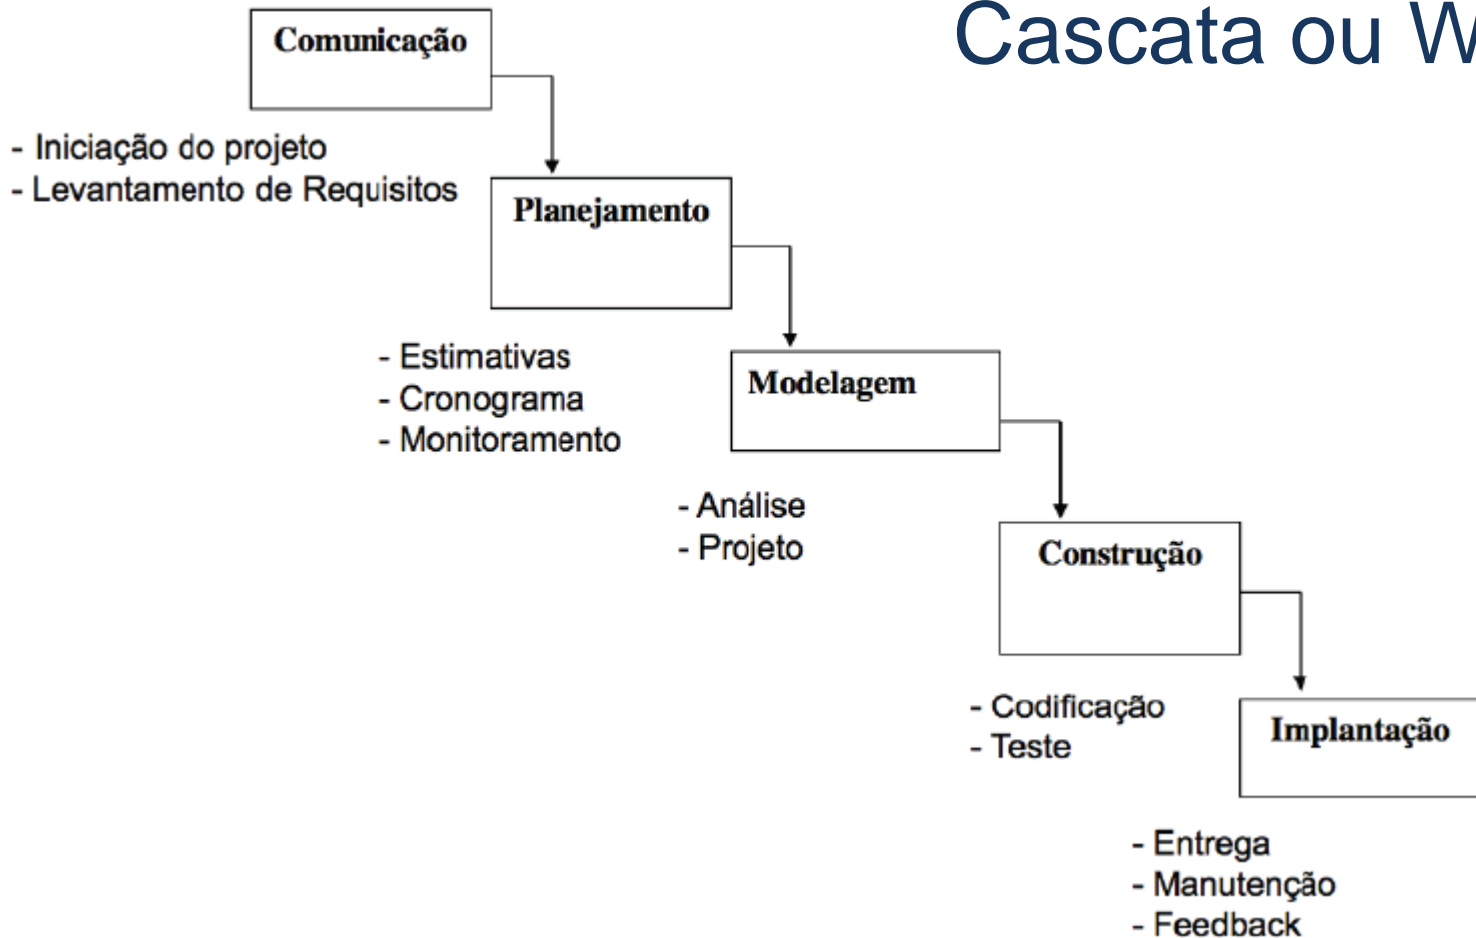 Cascata ou W
Comunicação
- Iniciação do projeto
- Levantamento de Requisitos
Planejamento
- Estimativas
- Cronograma
- Monitoramento
Modelagem
- Análise
- Projeto
Construção
- Codificação
- Teste
Implantação
- Entrega
- Manutenção
- Feedback